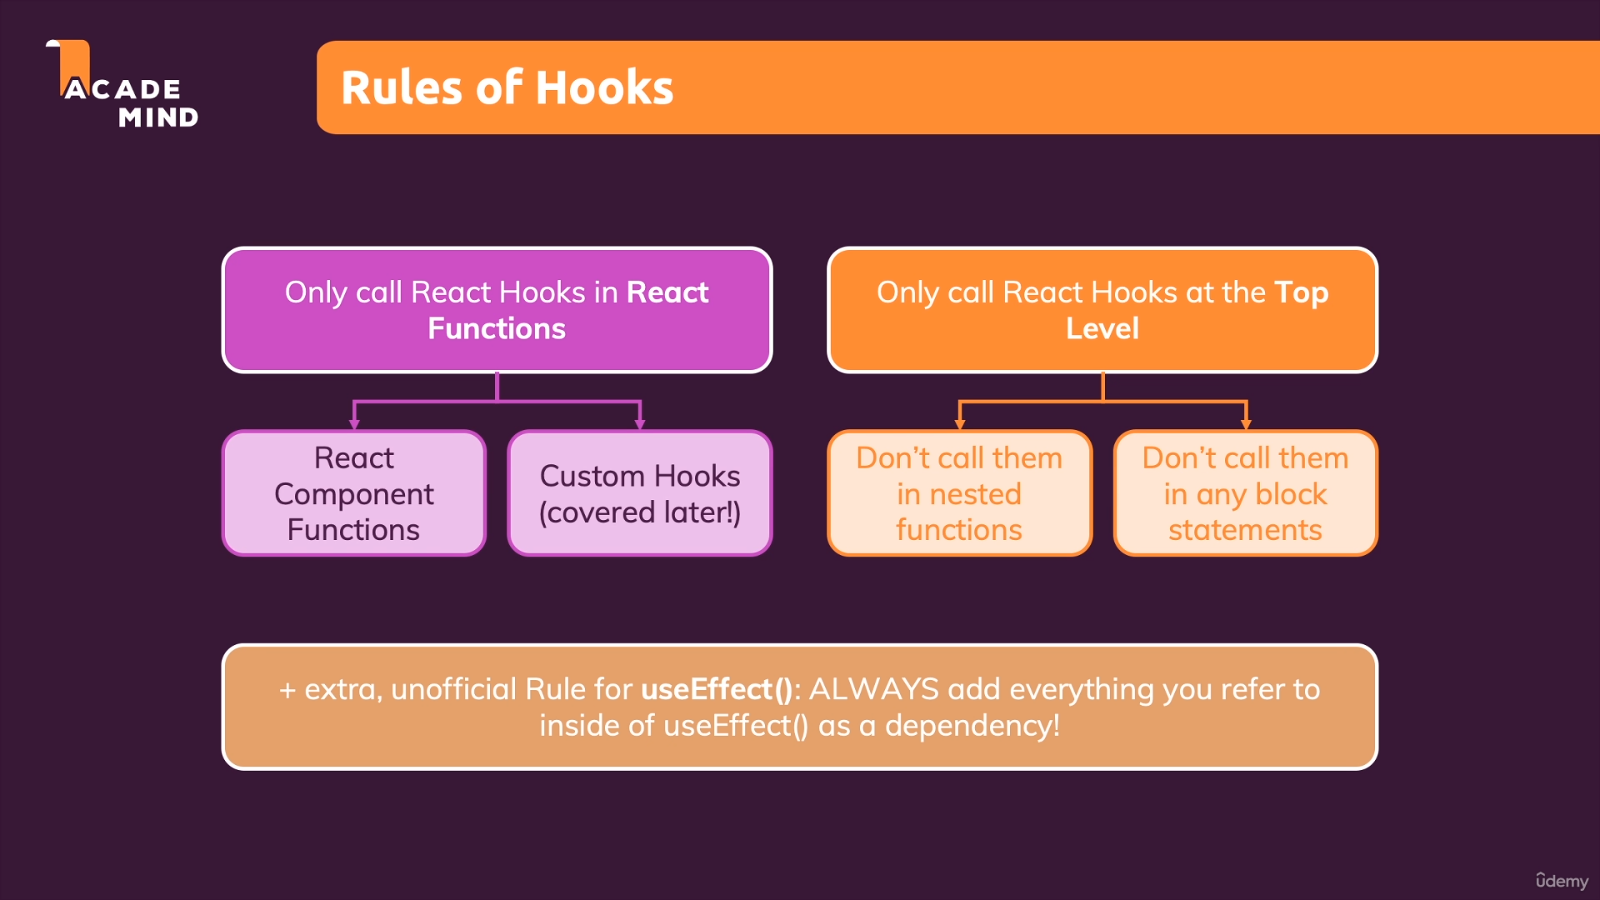 ACADE
MIND
Rules of Hooks
Only call React Hooks in React
Functions
Only call React Hooks at the Top
Level
React
Component
Functions
Custom Hooks
(covered later!)
Don’t call them
in nested
functions
Don’t call them
in any block
statements
+ extra, unofficial Rule for useEffect(): ALWAYS add everything you refer to
inside of useEffect() as a dependency!
udemy